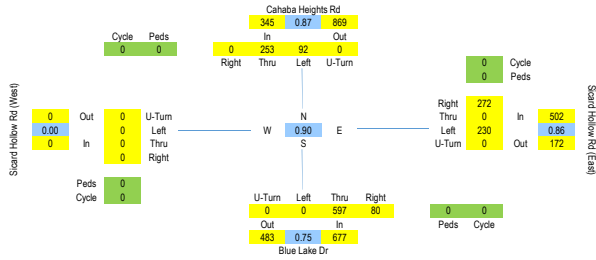 Cahaba Heights Rd
345 0.87 869
Cycle Peds In Out
0 0 0 253 92 0
Right Thru Left U-Turn
0 Cycle
0 Peds
Sicard Hollow Rd (West)
0 Out 0 U-Turn
0.00 0 Left
0 In 0 Thru
0 Right
N
W 0.90 E
S
Right 272
Thru 0 In 502
Left 230 0.86
U-Turn 0 Out 172
Sicard Hollow Rd (East)
Peds 0
Cycle 0
U-Turn Left Thru Right
0 0 597 80 0 0
Out In Peds Cycle
483 0.75 677
Blue Lake Dr